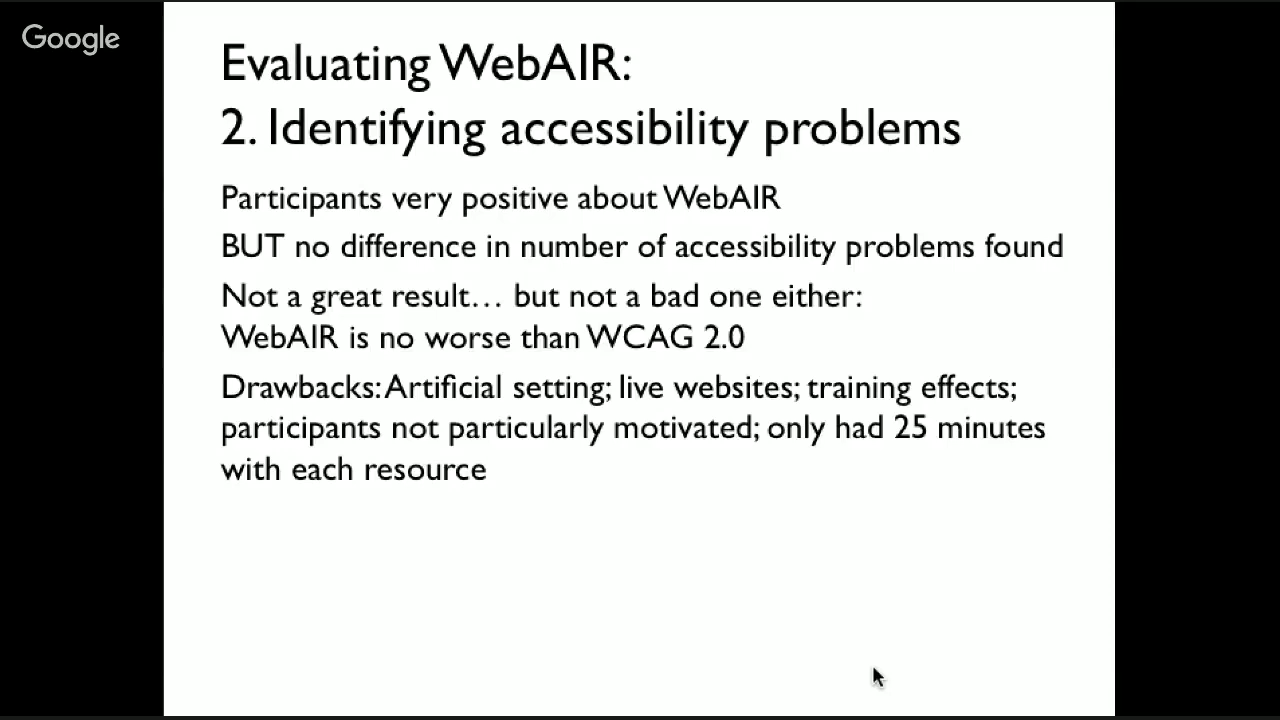 Google
Evaluating WebAIR:
2. Identifying accessibility problems
Participants very positive about WebAIR
BUT no difference in number of accessibility problems found
Not a great result… but not a bad one either:
WebAIR is no worse than WCAG 2.0
Drawbacks: Artificial setting; live websites; training effects;
participants not particularly motivated; only had 25 minutes
with each resource